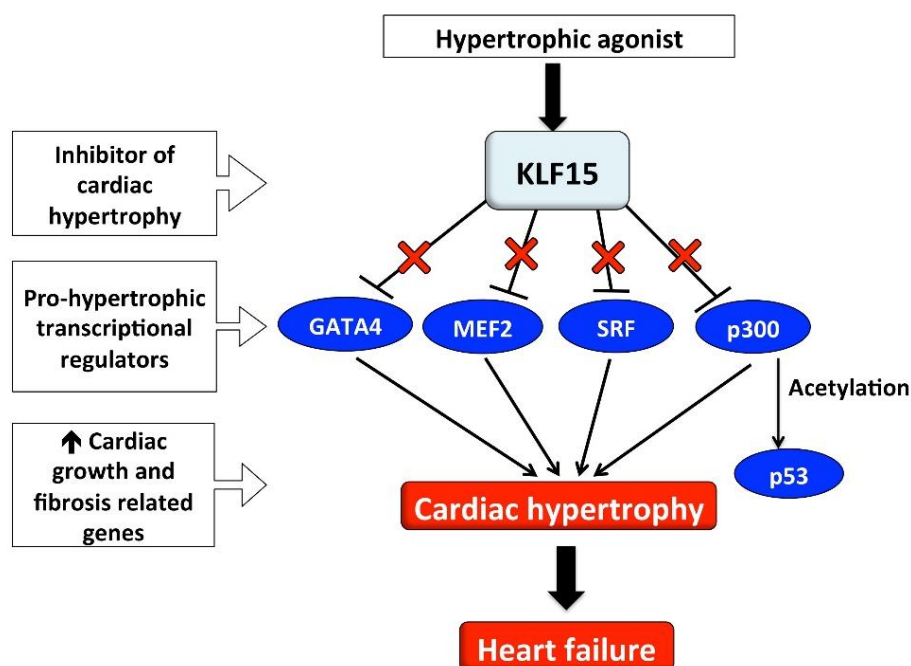 Hypertrophic agonist
Inhibitor of
cardiac
hypertrophy
KLF15
Pro-hypertrophic
transcriptional
regulators
GATA4
MEF2
SRF
p300
Acetylation
p53
↑ Cardiac
growth and
fibrosis related
genes
Cardiac hypertrophy
Heart failure